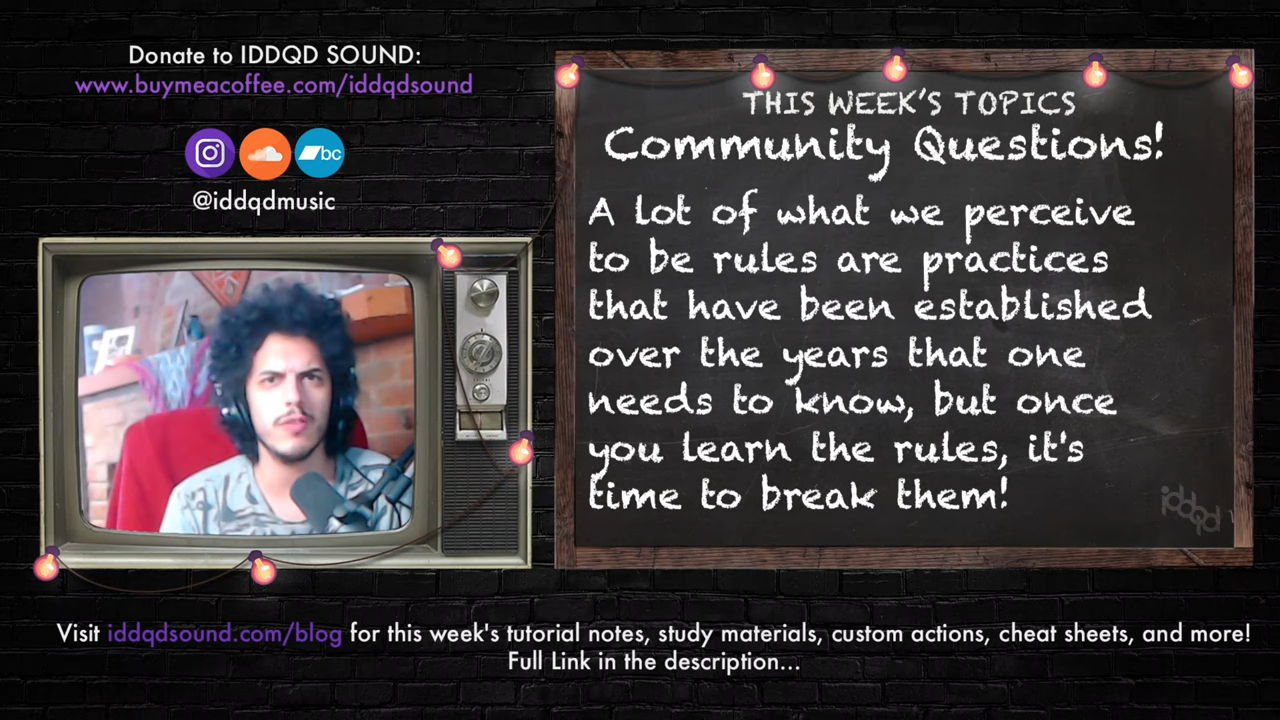 Donate to IDDQD SOUND:
www.buymeacoffee.com/iddqdsound
bc
@iddqdmusic
THIS WEEK'S TOPICS
Community Questions!
A lot of what we perceive
to be rules are practices
that have been established
over the years that one
needs to know, but once
you learn the rules, it's
time to break them!
iddqd
Visit iddqdsound.com/blog for this week's tutorial notes, study materials, custom actions, cheat sheets, and more!
Full Link in the description...